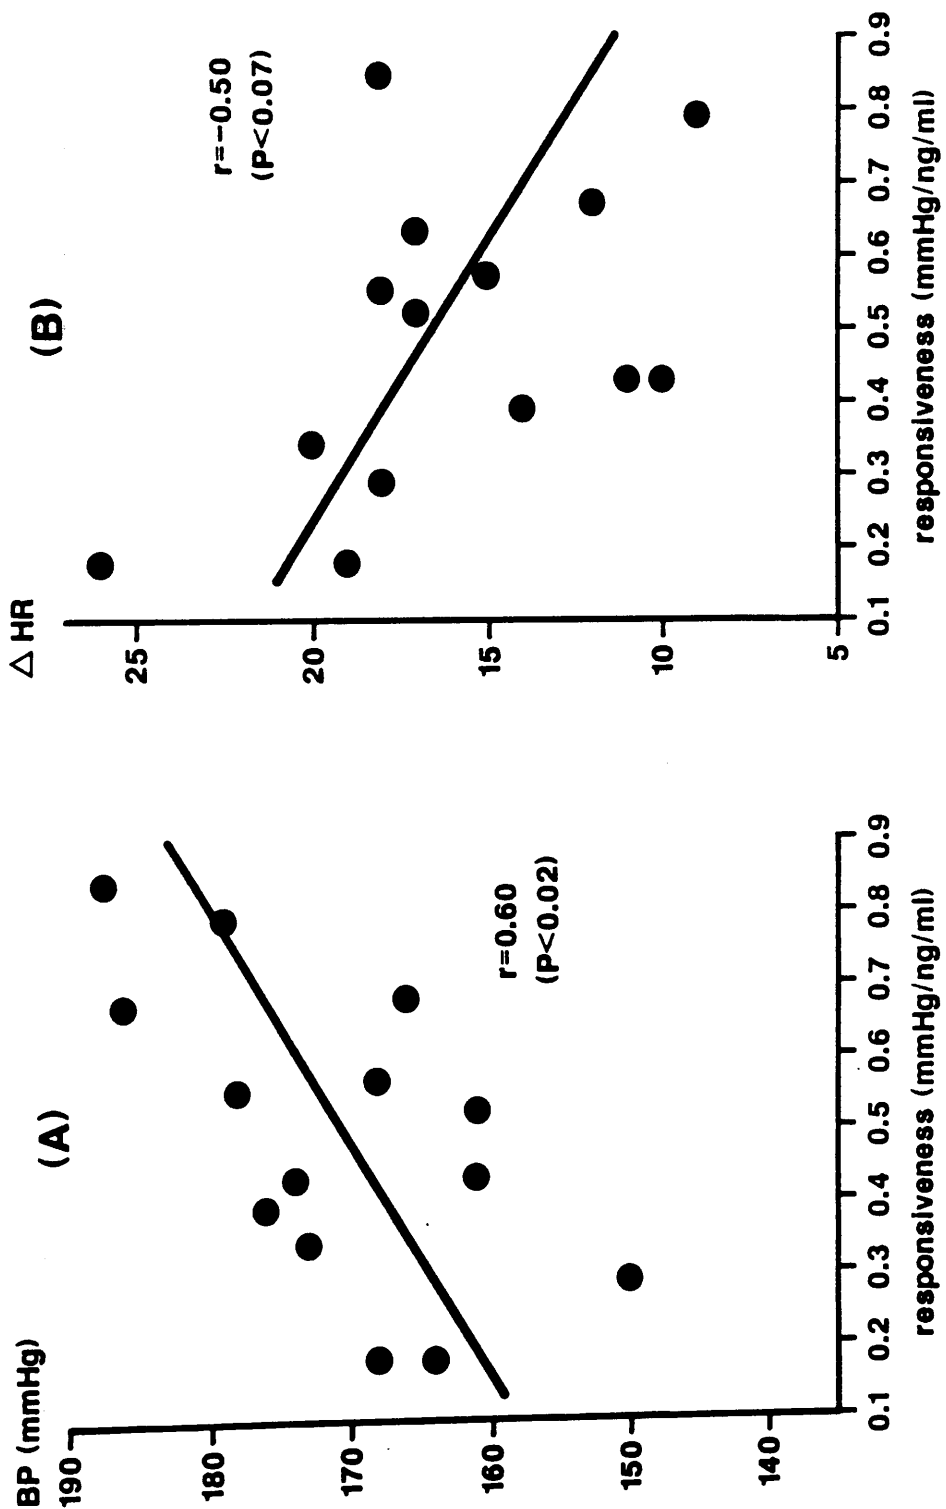 (A)
BP (mmHg)
190
180
170
160
150
140
r=0.60
(P<0.02)
0.1 0.2 0.3 0.4 0.5 0.6 0.7 0.8 0.9
responsiveness (mmHg/ng/ml)
(B)
△ HR
25
20
15
10
5
r=−0.50
(P<0.07)
0.1 0.2 0.3 0.4 0.5 0.6 0.7 0.8 0.9
responsiveness (mmHg/ng/ml)